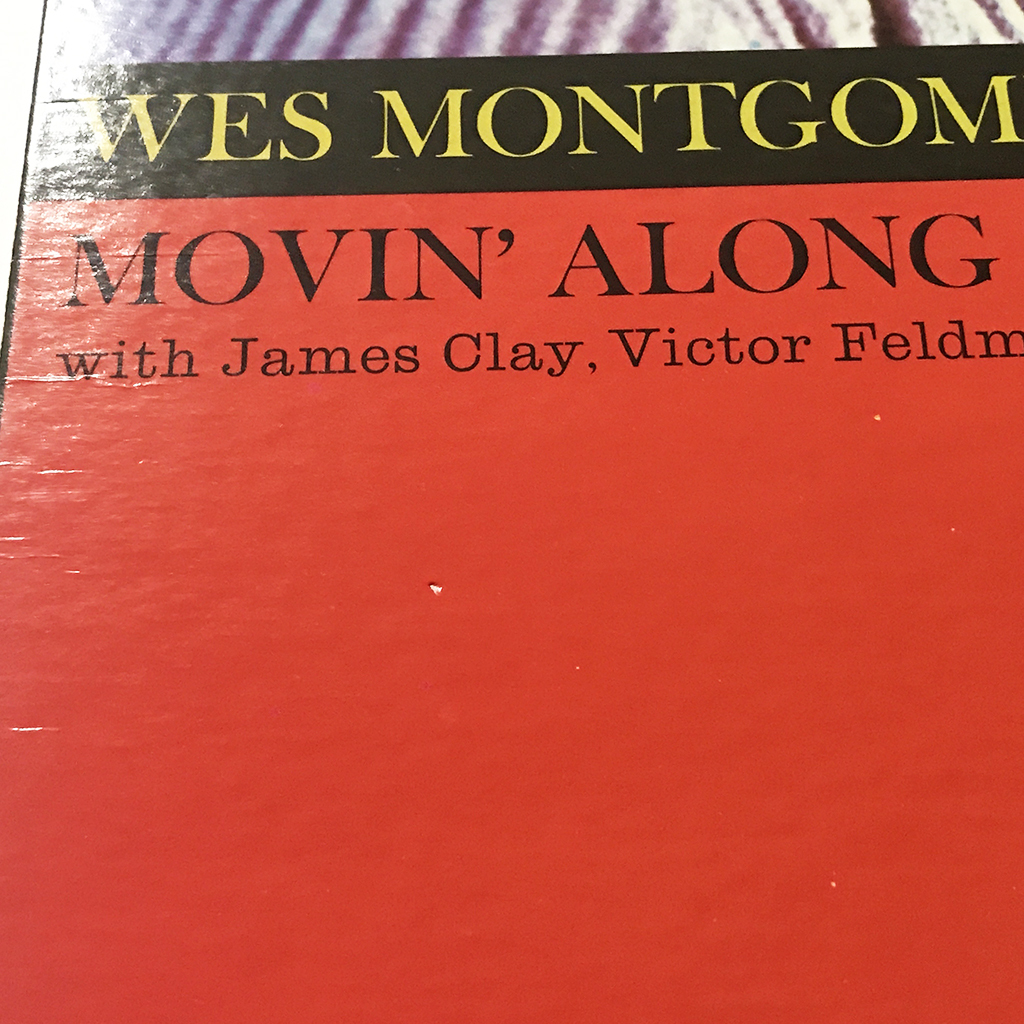 WES MONTGOM
MOVIN' ALONG
with James Clay, Victor Feldm